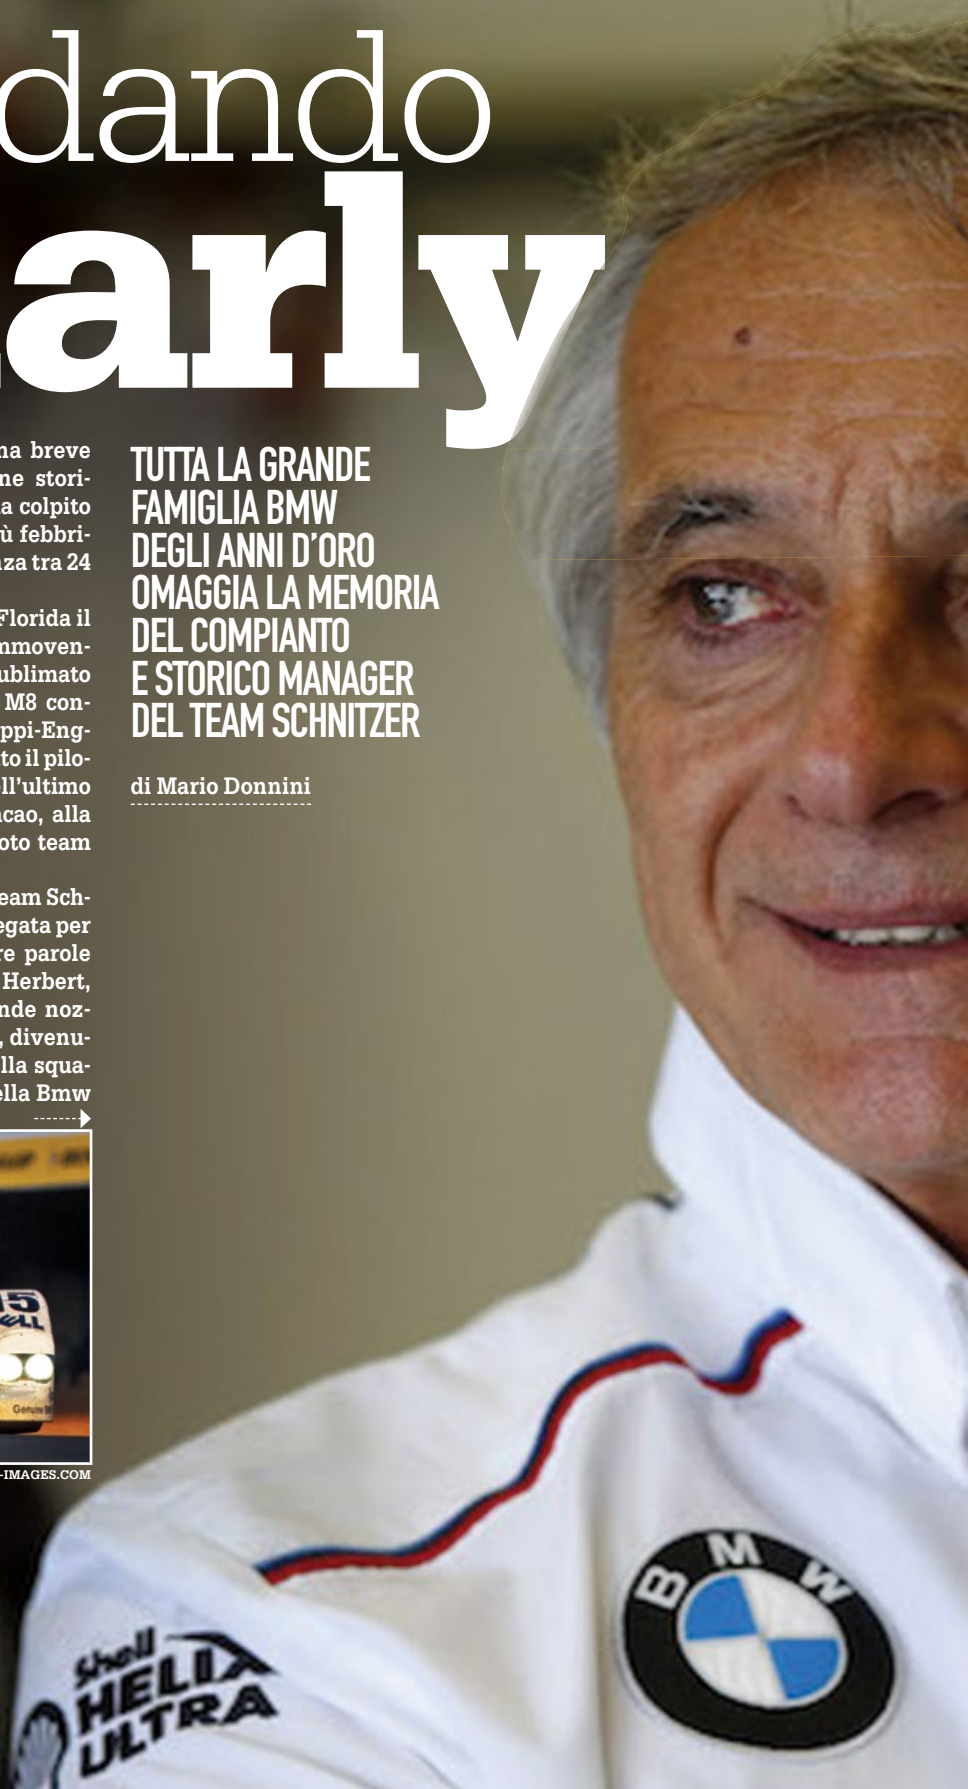 dando
arly
na breve
ne stori-
a colpito
ù febbri-
za tra 24
Florida il
mmoven-
ublimato
M8 con-
ppi-Eng-
to il pilo-
ll'ultimo
cao, alla
oto team
eam Sch-
egata per
re parole
Herbert,
nde noz-
, divenu-
lla squa-
ella Bmw
TUTTA LA GRANDE
FAMIGLIA BMW
DEGLI ANNI D'ORO
OMAGGIA LA MEMORIA
DEL COMPIANTO
E STORICO MANAGER
DEL TEAM SCHNITZER
di Mario Donnini
15
-IMAGES.COM
BMW
Shell
HELIX
ULTRA